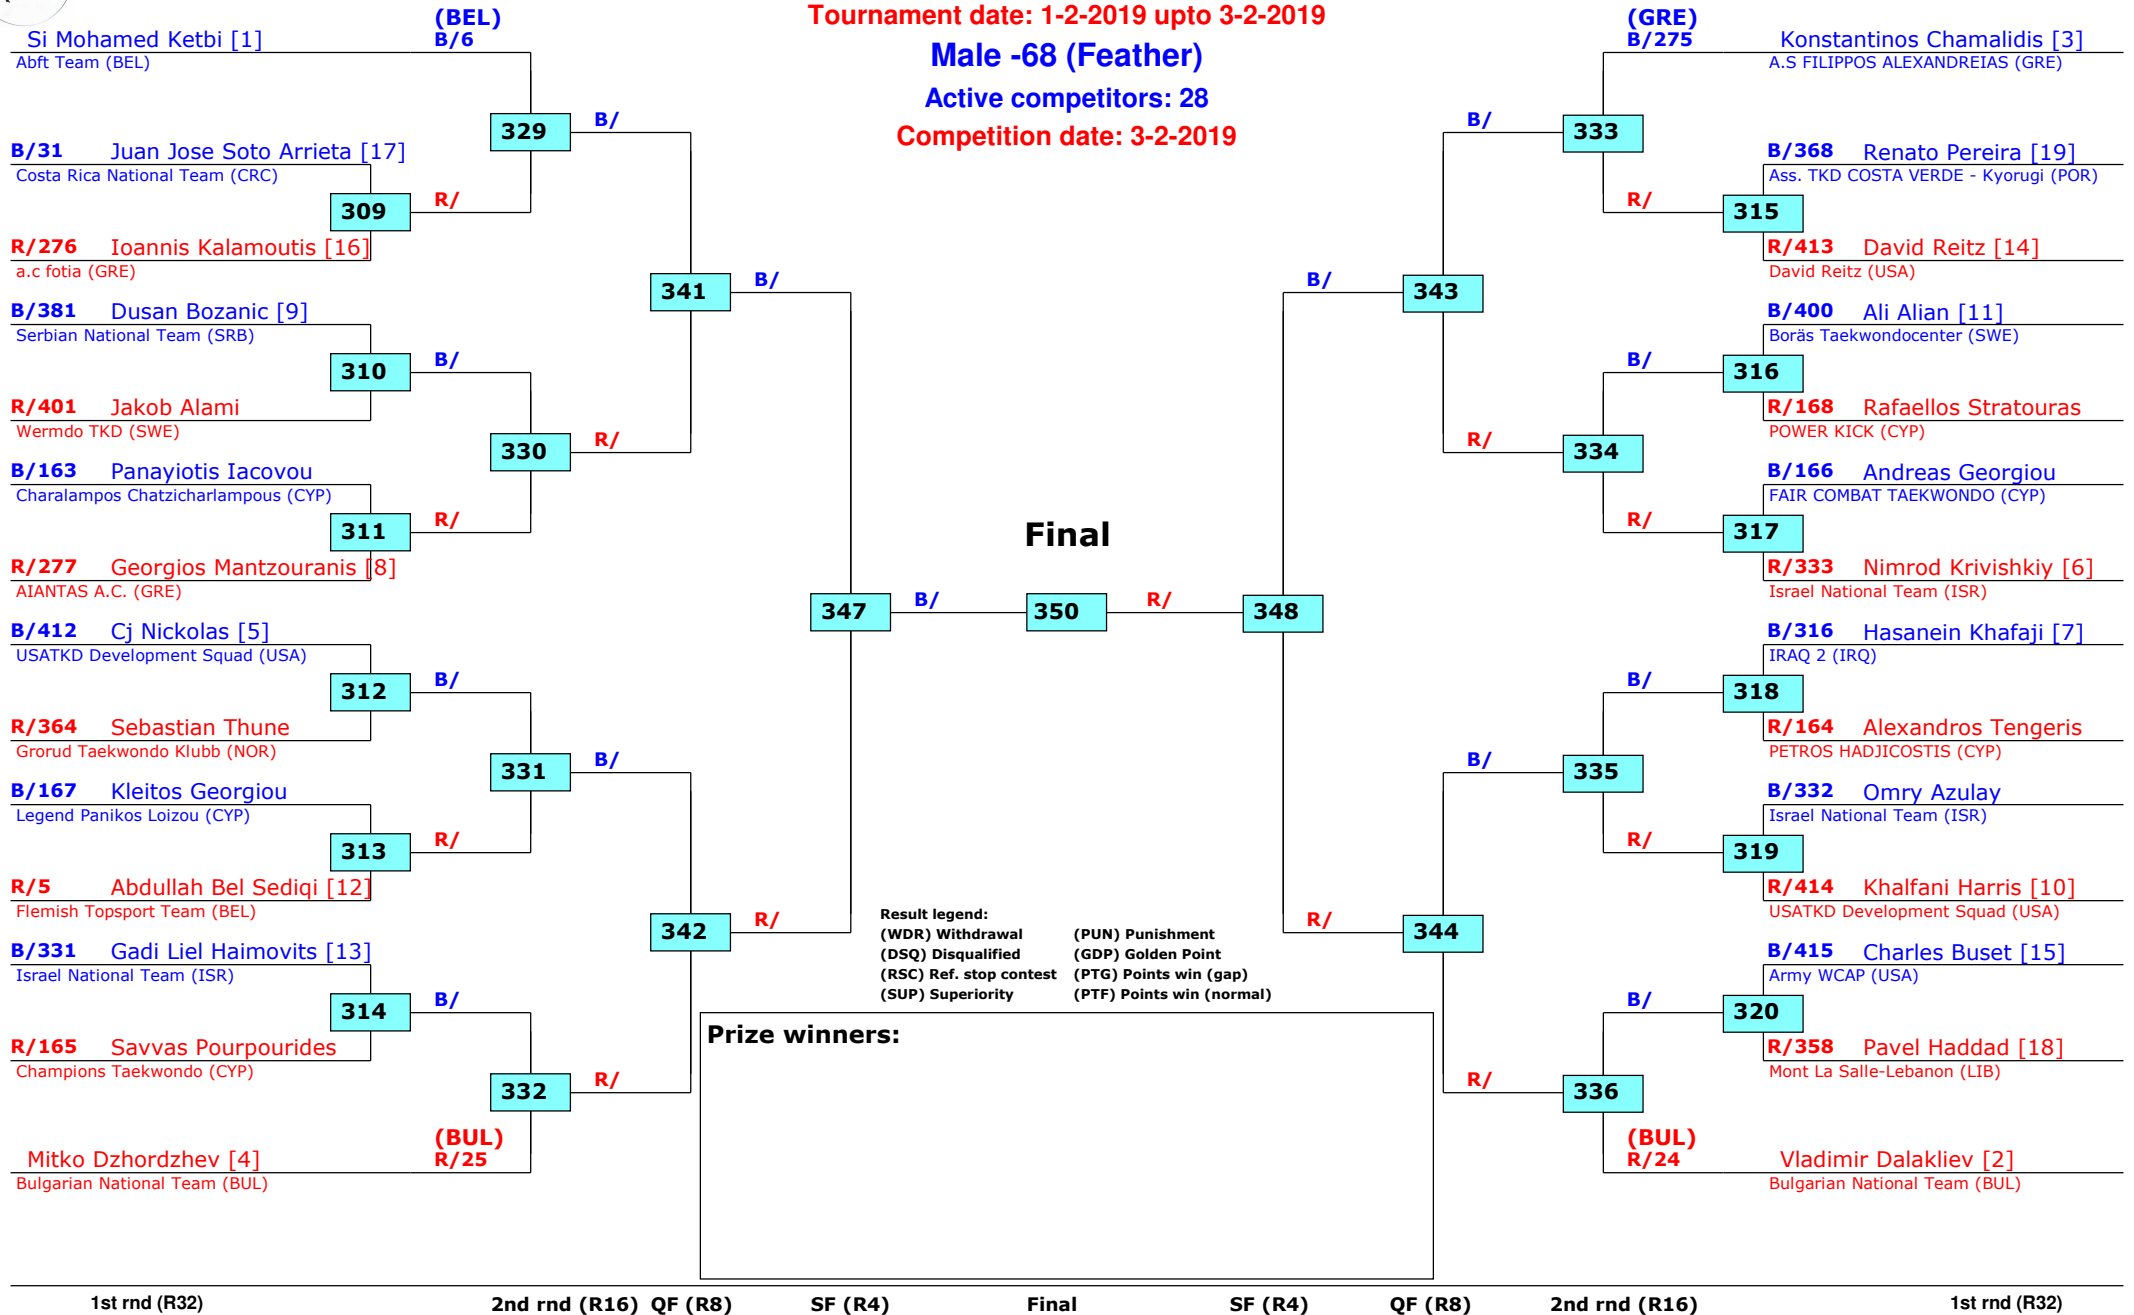 Tournament date: 1-2-2019 upto 3-2-2019
Male -68 (Feather)
Active competitors: 28
Competition date: 3-2-2019
(BEL)
Si Mohamed Ketbi [1] B/6
Abft Team (BEL)
329 B/
B/31 Juan Jose Soto Arrieta [17]
Costa Rica National Team (CRC)
309 R/
R/276 Ioannis Kalamoutis [16]
a.c fotia (GRE)
341 B/
B/381 Dusan Bozanic [9]
Serbian National Team (SRB)
310 B/
R/401 Jakob Alami
Wermdo TKD (SWE)
330 R/
B/163 Panayiotis Iacovou
Charalampos Chatzicharlampous (CYP)
311 R/
R/277 Georgios Mantzouranis [8]
AIANTAS A.C. (GRE)
347 B/
B/412 Cj Nickolas [5]
USATKD Development Squad (USA)
312 B/
R/364 Sebastian Thune
Grorud Taekwondo Klubb (NOR)
331 B/
B/167 Kleitos Georgiou
Legend Panikos Loizou (CYP)
313 R/
R/5 Abdullah Bel Sediqi [12]
Flemish Topsport Team (BEL)
342 R/
B/331 Gadi Liel Haimovits [13]
Israel National Team (ISR)
314 B/
R/165 Savvas Pourpourides
Champions Taekwondo (CYP)
332 R/
(BUL)
Mitko Dzhordzhev [4] R/25
Bulgarian National Team (BUL)
Final
350 R/
(GRE)
B/275 Konstantinos Chamalidis [3]
A.S FILIPPOS ALEXANDREIAS (GRE)
B/ 333
B/368 Renato Pereira [19]
Ass. TKD COSTA VERDE - Kyorugi (POR)
R/ 315
R/413 David Reitz [14]
David Reitz (USA)
B/ 343
B/400 Ali Alian [11]
Boräs Taekwondocenter (SWE)
B/ 316
R/168 Rafaellos Stratouras
POWER KICK (CYP)
R/ 334
B/166 Andreas Georgiou
FAIR COMBAT TAEKWONDO (CYP)
R/ 317
R/333 Nimrod Krivishkiy [6]
Israel National Team (ISR)
348
B/316 Hasanein Khafaji [7]
IRAQ 2 (IRQ)
B/ 318
R/164 Alexandros Tengeris
PETROS HADJICOSTIS (CYP)
B/ 335
B/332 Omry Azulay
Israel National Team (ISR)
R/ 319
R/414 Khalfani Harris [10]
USATKD Development Squad (USA)
R/ 344
B/415 Charles Buset [15]
Army WCAP (USA)
B/ 320
R/358 Pavel Haddad [18]
Mont La Salle-Lebanon (LIB)
R/ 336
(BUL)
R/24 Vladimir Dalakliev [2]
Bulgarian National Team (BUL)
Result legend:
(WDR) Withdrawal (PUN) Punishment
(DSQ) Disqualified (GDP) Golden Point
(RSC) Ref. stop contest (PTG) Points win (gap)
(SUP) Superiority (PTF) Points win (normal)
Prize winners:
1st rnd (R32) 2nd rnd (R16) QF (R8) SF (R4) Final SF (R4) QF (R8) 2nd rnd (R16) 1st rnd (R32)